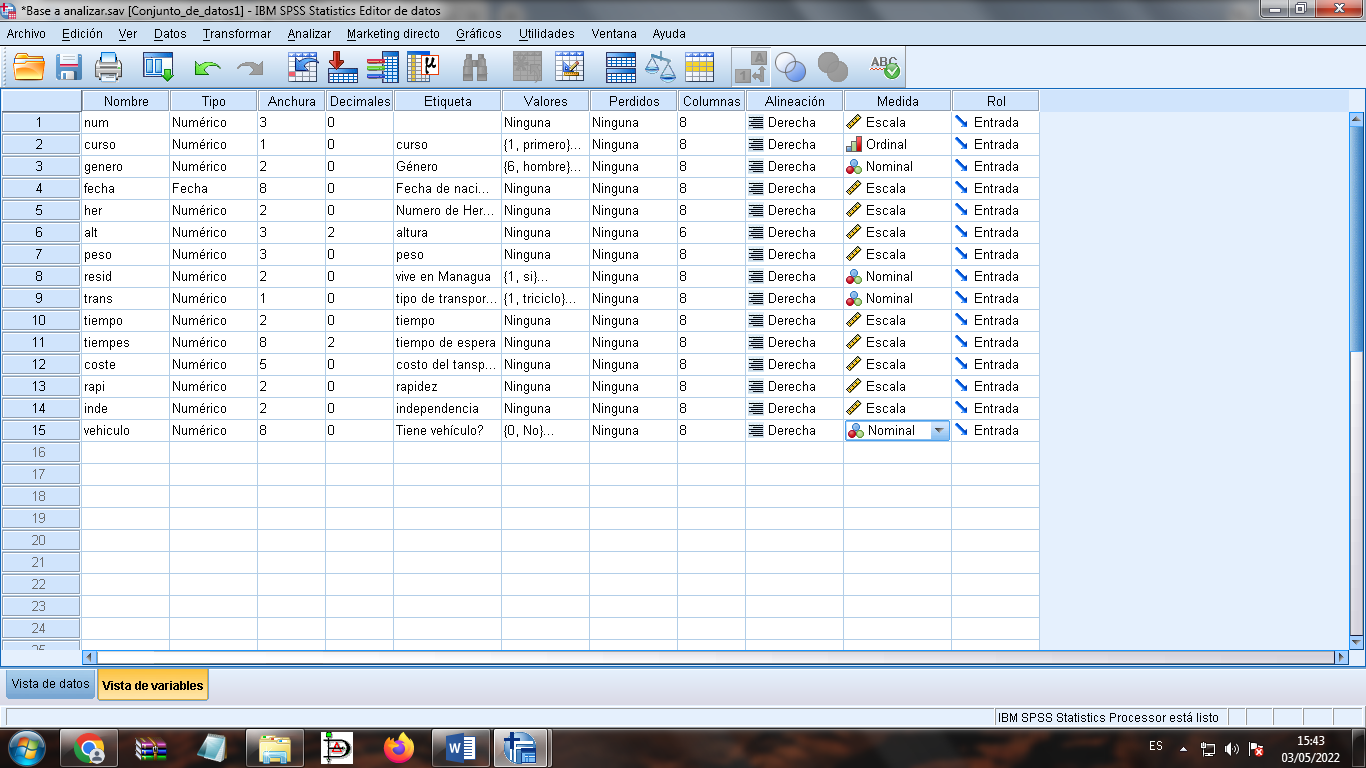 *Base a analizar.sav [Conjunto_de_datos1] - IBM SPSS Statistics Editor de datos
Archivo Edición Ver Datos Transformar Analizar Marketing directo Gráficos Utilidades Ventana Ayuda
Nombre Tipo Anchura Decimales Etiqueta Valores Perdidos Columnas Alineación Medida Rol
1 num Numérico 3 0 Ninguna Ninguna 8 Derecha Escala Entrada
2 curso Numérico 1 0 curso {1, primero}... Ninguna 8 Derecha Ordinal Entrada
3 genero Numérico 2 0 Género {6, hombre}... Ninguna 8 Derecha Nominal Entrada
4 fecha Fecha 8 0 Fecha de naci... Ninguna Ninguna 8 Derecha Escala Entrada
5 her Numérico 2 0 Numero de Her... Ninguna Ninguna 8 Derecha Escala Entrada
6 alt Numérico 3 2 altura Ninguna Ninguna 6 Derecha Escala Entrada
7 peso Numérico 3 0 peso Ninguna Ninguna 8 Derecha Escala Entrada
8 resid Numérico 2 0 vive en Managua {1, si}... Ninguna 8 Derecha Nominal Entrada
9 trans Numérico 1 0 tipo de transpor... {1, triciclo}... Ninguna 8 Derecha Nominal Entrada
10 tiempo Numérico 2 0 tiempo Ninguna Ninguna 8 Derecha Escala Entrada
11 tiempes Numérico 8 2 tiempo de espera Ninguna Ninguna 8 Derecha Escala Entrada
12 coste Numérico 5 0 costo del tansp... Ninguna Ninguna 8 Derecha Escala Entrada
13 rapi Numérico 2 0 rapidez Ninguna Ninguna 8 Derecha Escala Entrada
14 inde Numérico 2 0 independencia Ninguna Ninguna 8 Derecha Escala Entrada
15 vehiculo Numérico 8 0 Tiene vehículo? {0, No}... Ninguna 8 Derecha Nominal Entrada
16
17
18
19
20
21
22
23
24
25
Vista de datos Vista de variables
IBM SPSS Statistics Processor está listo
ES 15:43
03/05/2022